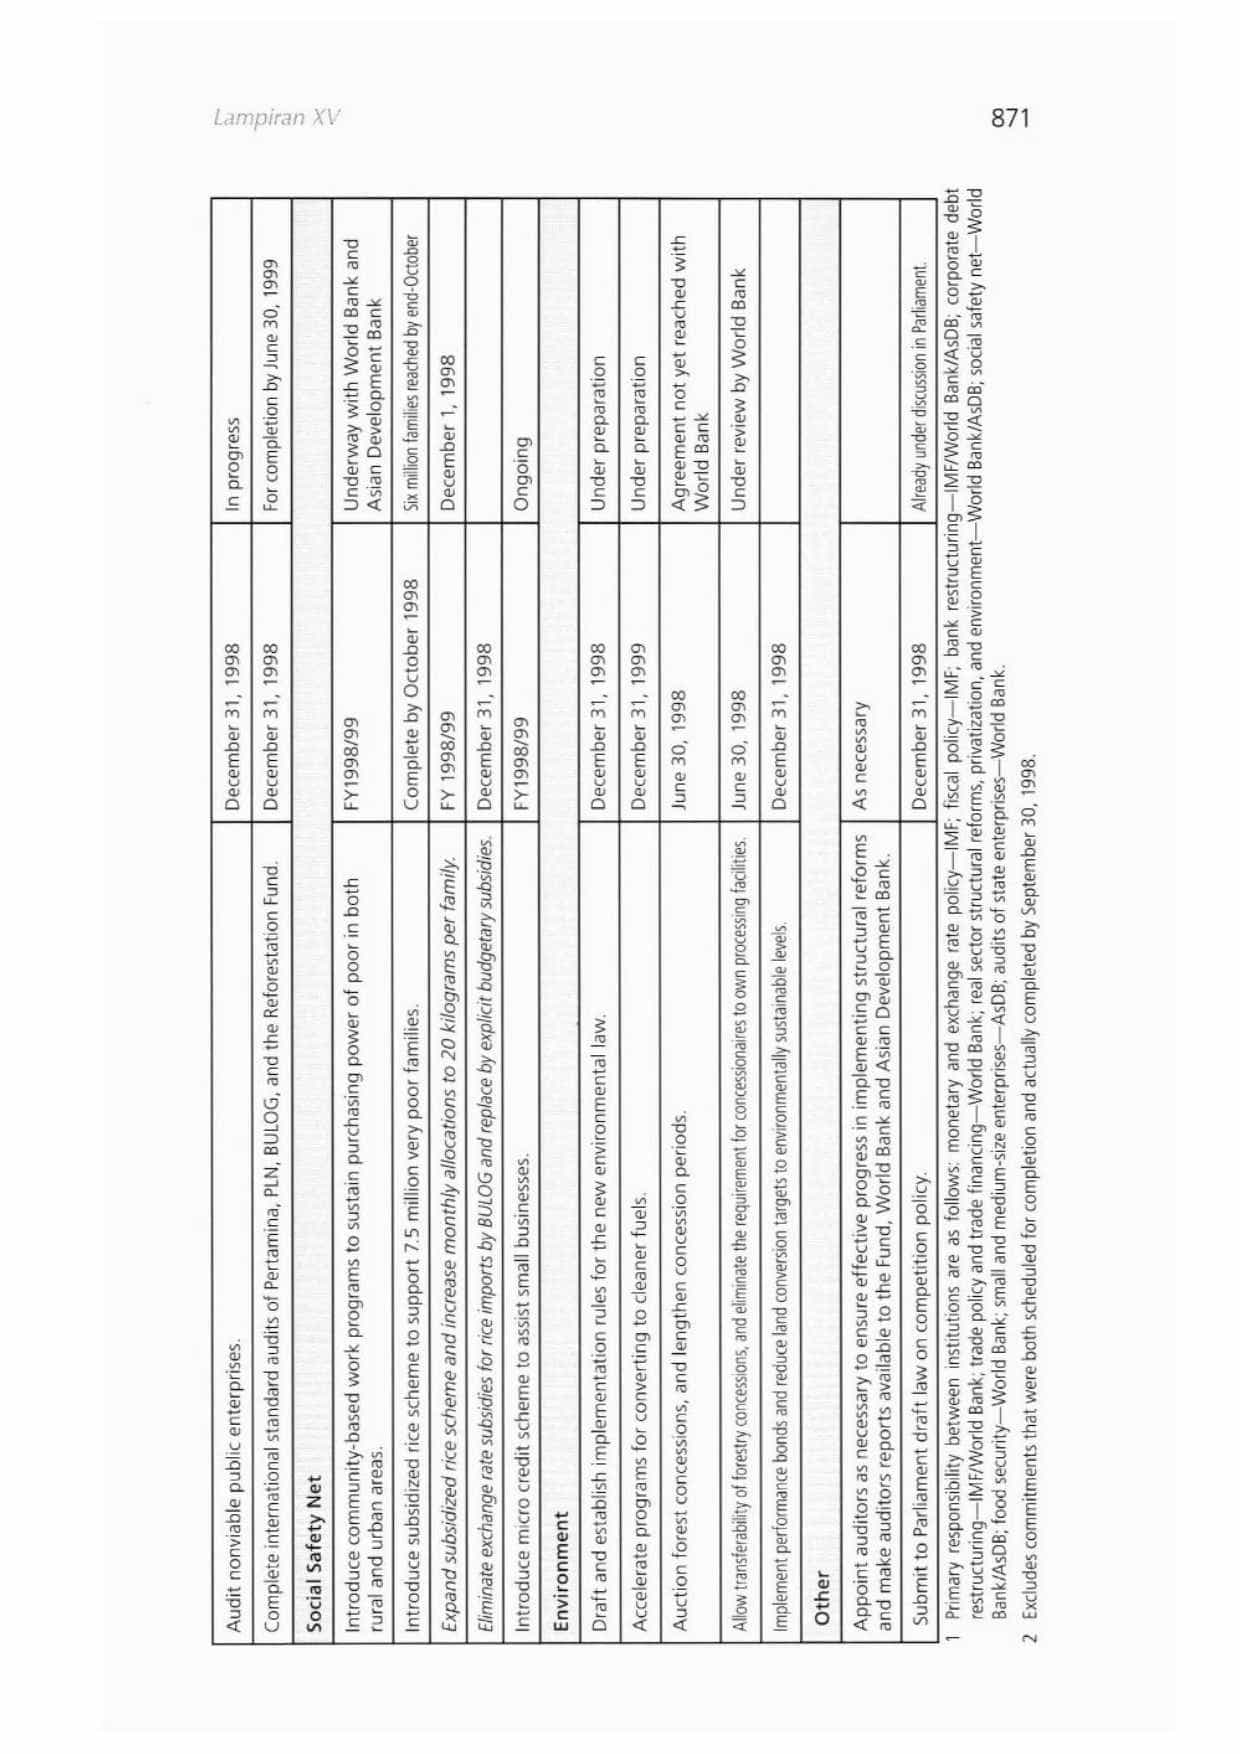 Lampiran XV
871
Audit nonviable public enterprises. December 31, 1998 In progress
Complete international standard audits of Pertamina, PLN, BULOG, and the Reforestation Fund. December 31, 1998 For completion by June 30, 1999
Social Safety Net
Introduce community-based work programs to sustain purchasing power of poor in both FY1998/99 Underway with World Bank and
rural and urban areas. Asian Development Bank
Introduce subsidized rice scheme to support 7.5 million very poor families. Complete by October 1998 Six million families reached by end-October
Expand subsidized rice scheme and increase monthly allocations to 20 kilograms per family. FY 1998/99 December 1, 1998
Eliminate exchange rate subsidies for rice imports by BULOG and replace by explicit budgetary subsidies. December 31, 1998
Introduce micro credit scheme to assist small businesses. FY1998/99 Ongoing
Environment
Draft and establish implementation rules for the new environmental law. December 31, 1998 Under preparation
Accelerate programs for converting to cleaner fuels. December 31, 1999 Under preparation
Auction forest concessions, and lengthen concession periods. June 30, 1998 Agreement not yet reached with
World Bank
Allow transferability of forestry concessions, and eliminate the requirement for concessionaires to own processing facilities. June 30, 1998 Under review by World Bank
Implement performance bonds and reduce land conversion targets to environmentally sustainable levels. December 31, 1998
Other
Appoint auditors as necessary to ensure effective progress in implementing structural reforms As necessary
and make auditors reports available to the Fund, World Bank and Asian Development Bank.
Submit to Parliament draft law on competition policy. December 31, 1998 Already under discussion in Parliament.
1 Primary responsibility between institutions are as follows: monetary and exchange rate policy—IMF; fiscal policy—IMF; bank restructuring—IMF/World Bank/AsDB; corporate debt
restructuring—IMF/World Bank; trade policy and trade financing—World Bank; real sector structural reforms, privatization, and environment—World Bank/AsDB; social safety net—World
Bank/AsDB; food security—World Bank; small and medium-size enterprises—AsDB; audits of state enterprises—World Bank.
2 Excludes commitments that were both scheduled for completion and actually completed by September 30, 1998.